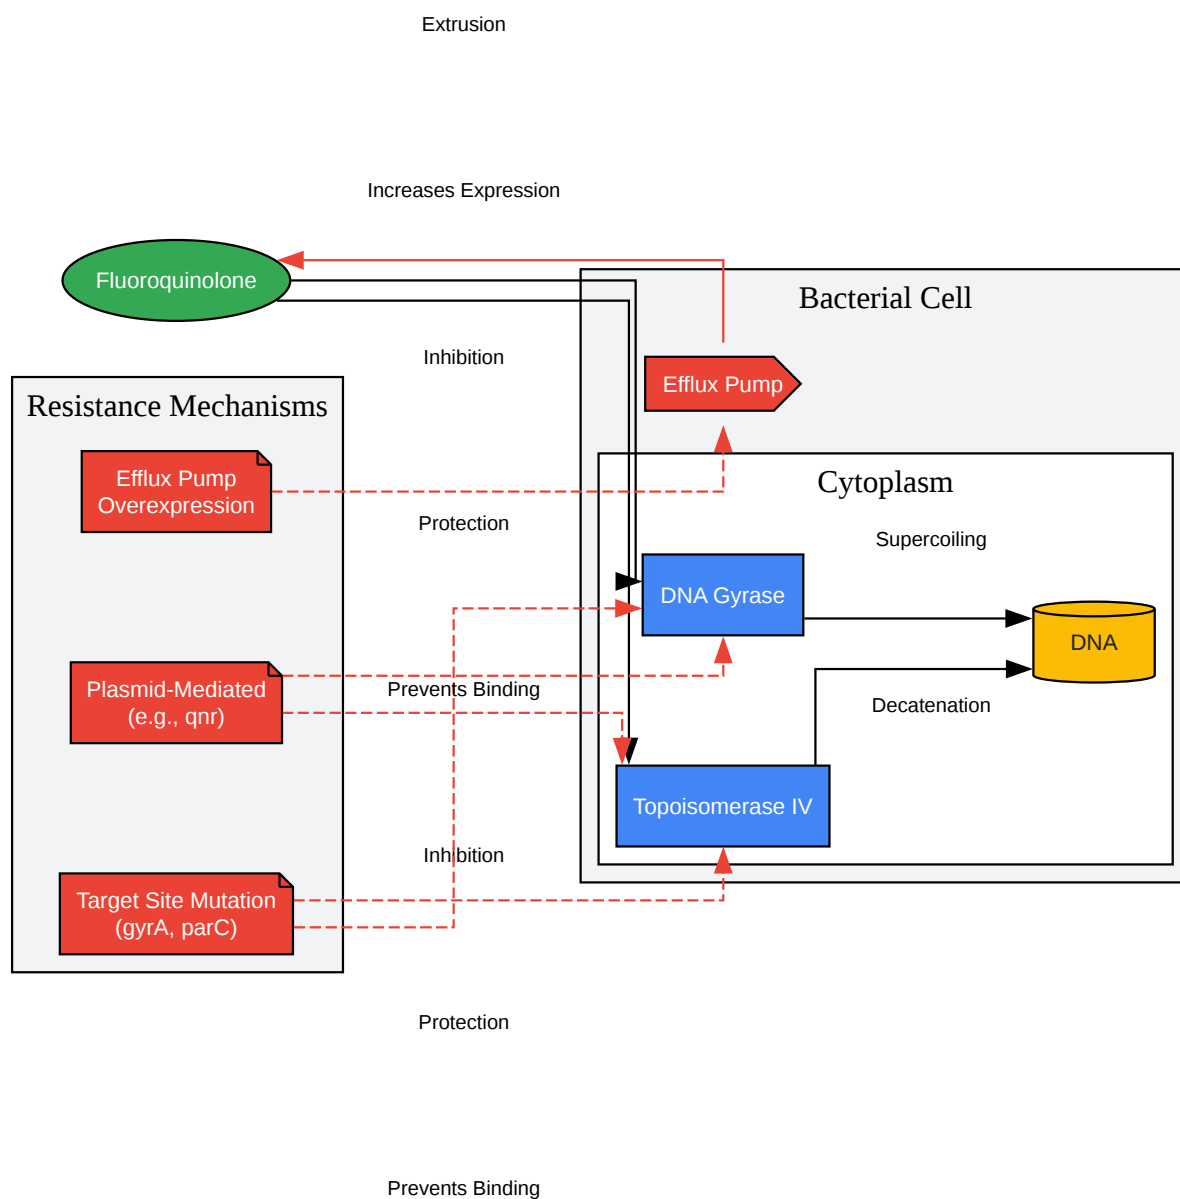 Extrusion
Increases Expression
Fluoroquinolone
Bacterial Cell
Inhibition
Efflux Pump
Resistance Mechanisms
Efflux Pump
Overexpression
Cytoplasm
Protection
Supercoiling
DNA Gyrase
DNA
Plasmid-Mediated
(e.g., qnr)
Prevents Binding
Decatenation
Topoisomerase IV
Inhibition
Target Site Mutation
(gyrA, parC)
Protection
Prevents Binding